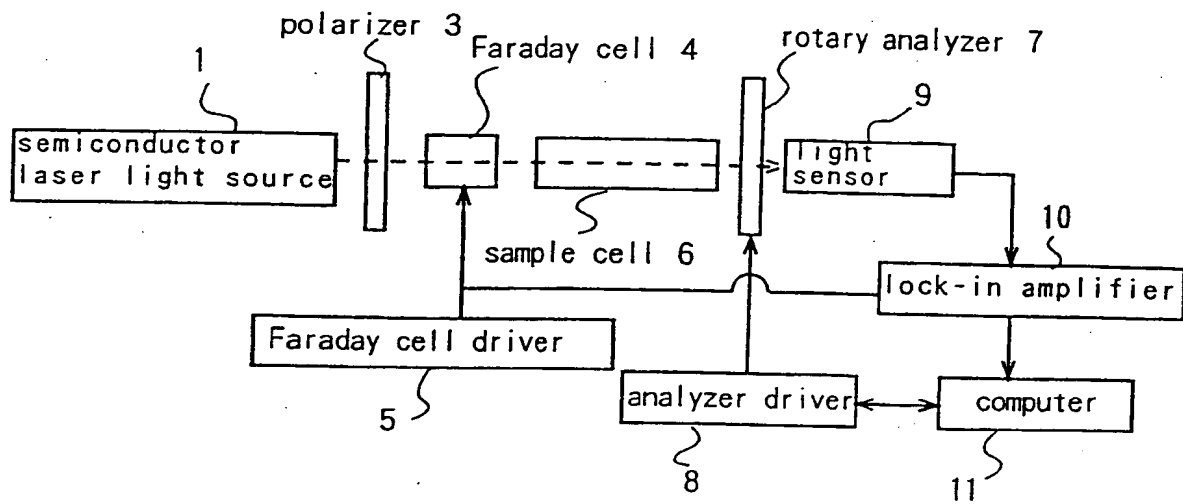 polarizer 3
Faraday cell 4
rotary analyzer 7
1
9
semiconductor
laser light source
light
sensor
sample cell 6
10
lock-in amplifier
Faraday cell driver
5
analyzer driver
computer
8
11